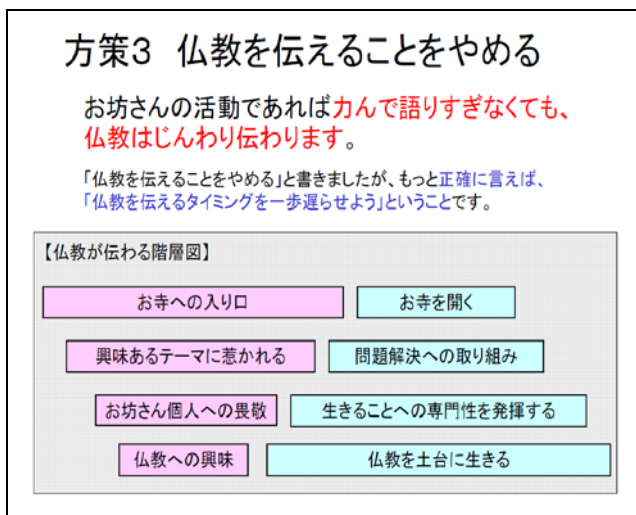 方策3 仏教を伝えることをやめる
お坊さんの活動であれば力んで語りすぎなくても、
仏教はじんわり伝わります。
「仏教を伝えることをやめる」と書きましたが、もっと正確に言えば、
「仏教を伝えるタイミングを一歩遅らせよう」ということです。
【仏教が伝わる階層図】
お寺への入り口 お寺を開く
興味あるテーマに惹かれる 問題解決への取り組み
お坊さん個人への畏敬 生きることへの専門性を発揮する
仏教への興味 仏教を土台に生きる